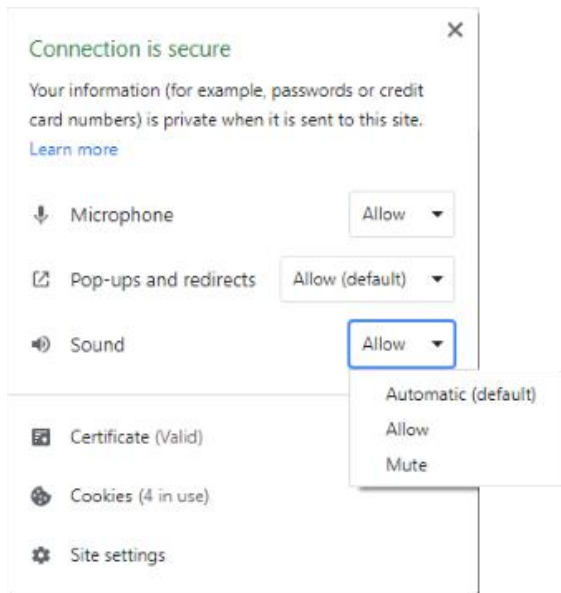 Connection is secure
Your information (for example, passwords or credit
card numbers) is private when it is sent to this site.
Learn more
Microphone Allow
Pop-ups and redirects Allow (default)
Sound Allow
Automatic (default)
Allow
Mute
Certificate (Valid)
Cookies (4 in use)
Site settings